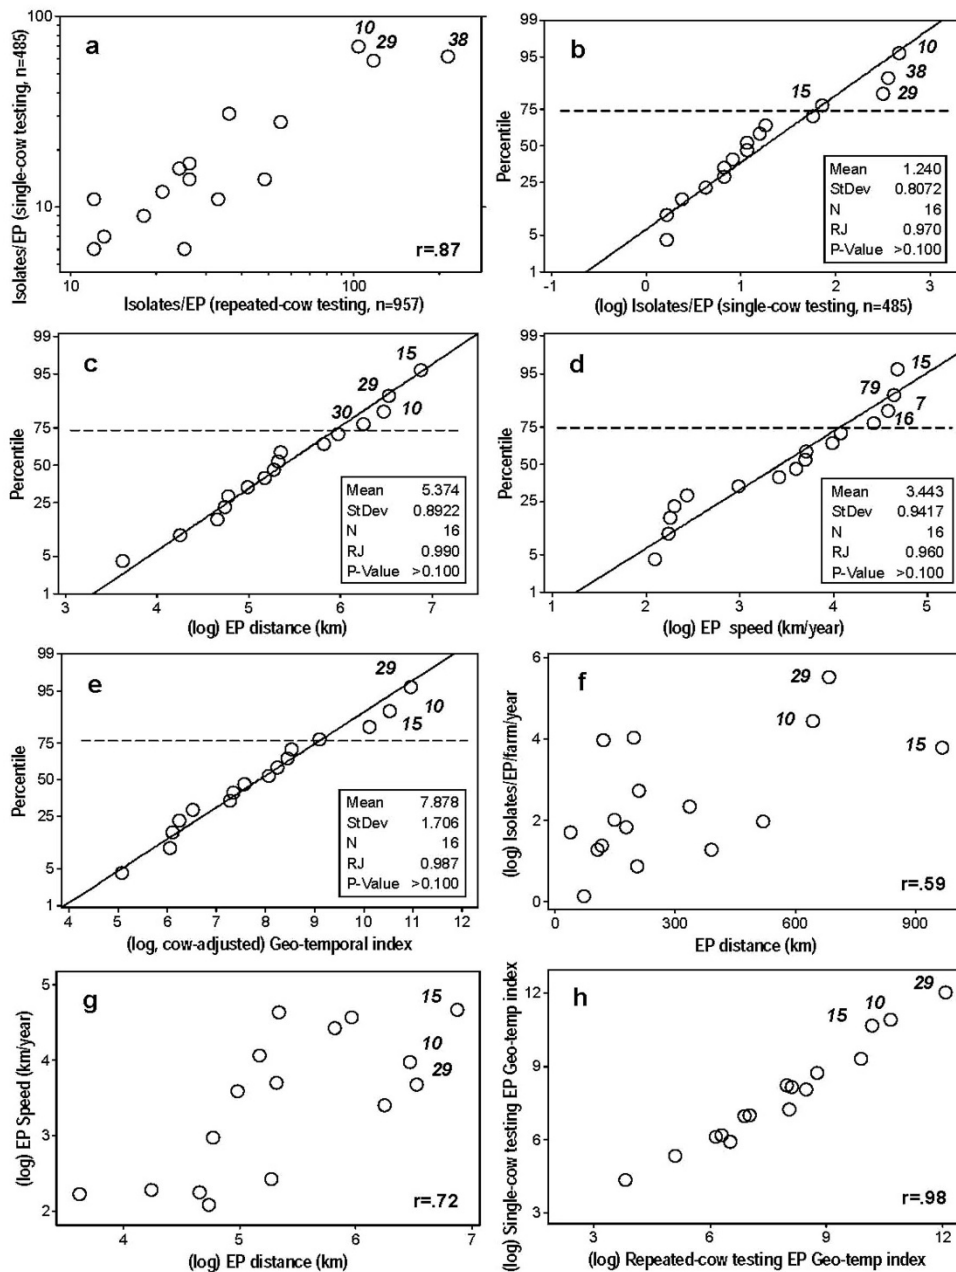 a
100
10
10
29
38
10
100
r=.87
Isolates/EP (single-cow testing, n=485)
Isolates/EP (repeated-cow testing, n=957)
b
99
95
75
50
25
5
1
10
38
29
15
Mean 1.240
StDev 0.8072
N 16
RJ 0.970
P-Value >0.100
-1 0 1 2 3
Percentile
(log) Isolates/EP (single-cow testing, n=485)
c
99
95
75
50
25
5
1
15
29
10
30
Mean 5.374
StDev 0.8922
N 16
RJ 0.990
P-Value >0.100
3 4 5 6 7
Percentile
(log) EP distance (km)
d
99
95
75
50
25
5
1
15
79
7
16
Mean 3.443
StDev 0.9417
N 16
RJ 0.960
P-Value >0.100
1 2 3 4 5
Percentile
(log) EP speed (km/year)
e
99
95
75
50
25
5
1
29
10
15
Mean 7.878
StDev 1.706
N 16
RJ 0.987
P-Value >0.100
4 5 6 7 8 9 10 11 12
Percentile
(log, cow-adjusted) Geo-temporal index
f
6
4
2
0
29
10
15
r=.59
0 300 600 900
(log) Isolates/EP/farm/year
EP distance (km)
g
5
4
3
2
15
10
29
r=.72
4 5 6 7
(log) EP Speed (km/year)
(log) EP distance (km)
h
12
9
6
3
29
10
15
r=.98
3 6 9 12
(log) Single-cow testing EP Geo-temp index
(log) Repeated-cow testing EP Geo-temp index